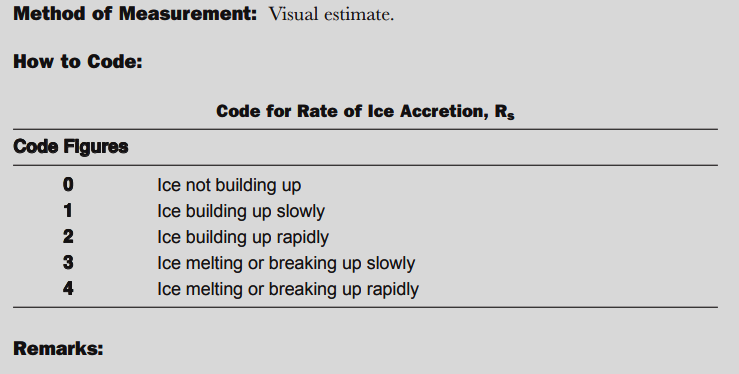 Method of Measurement: Visual estimate.
How to Code:
Code for Rate of Ice Accretion, Rs
Code Figures
0 Ice not building up
1 Ice building up slowly
2 Ice building up rapidly
3 Ice melting or breaking up slowly
4 Ice melting or breaking up rapidly
Remarks: